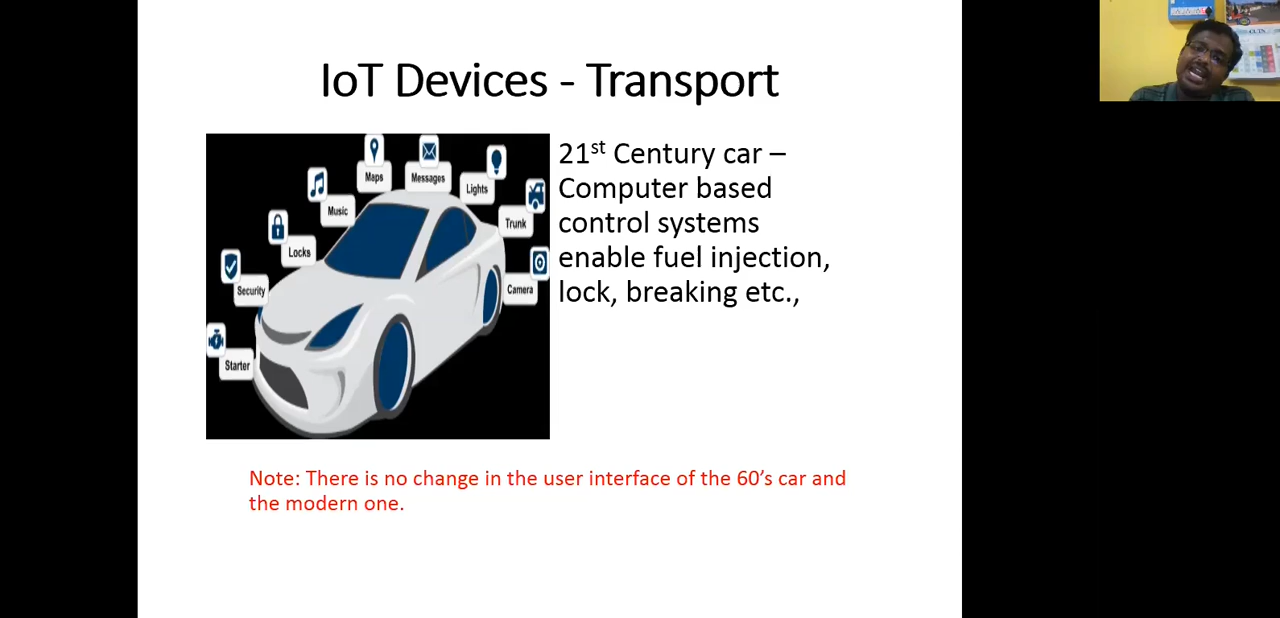 IoT Devices - Transport
21st Century car –
Computer based
control systems
enable fuel injection,
lock, breaking etc.,
Maps
Messages
Lights
Music
Trunk
Locks
Security
Camera
Starter
Note: There is no change in the user interface of the 60’s car and
the modern one.